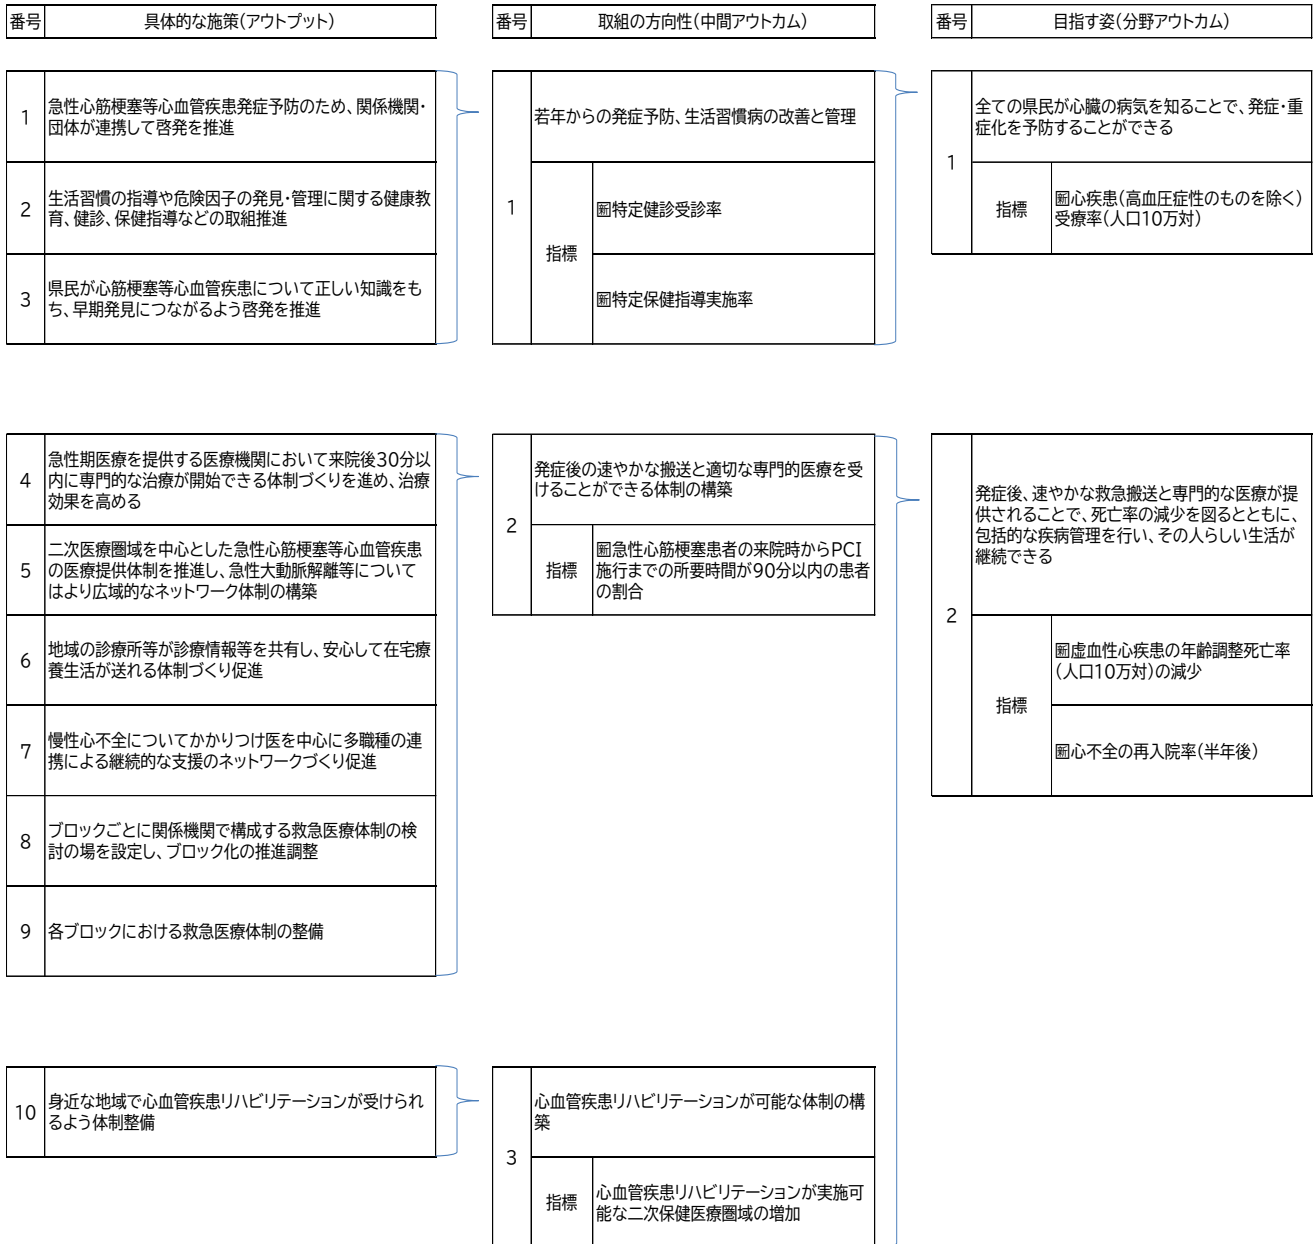 番号
具体的な施策(アウトプット)
番号
取組の方向性(中間アウトカム)
番号
目指す姿(分野アウトカム)
1
急性心筋梗塞等心血管疾患発症予防のため、関係機関・
団体が連携して啓発を推進
2
生活習慣の指導や危険因子の発見・管理に関する健康教
育、健診、保健指導などの取組推進
3
県民が心筋梗塞等心血管疾患について正しい知識をも
ち、早期発見につながるよう啓発を推進
1
若年からの発症予防、生活習慣病の改善と管理
指標
圏特定健診受診率
圏特定保健指導実施率
1
全ての県民が心臓の病気を知ることで、発症・重
症化を予防することができる
指標
圏心疾患(高血圧症性のものを除く)
受療率(人口10万対)
4
急性期医療を提供する医療機関において来院後30分以
内に専門的な治療が開始できる体制づくりを進め、治療
効果を高める
5
二次医療圏域を中心とした急性心筋梗塞等心血管疾患
の医療提供体制を推進し、急性大動脈解離等について
はより広域的なネットワーク体制の構築
6
地域の診療所等が診療情報等を共有し、安心して在宅療
養生活が送れる体制づくり促進
7
慢性心不全についてかかりつけ医を中心に多職種の連
携による継続的な支援のネットワークづくり促進
8
ブロックごとに関係機関で構成する救急医療体制の検
討の場を設定し、ブロック化の推進調整
9
各ブロックにおける救急医療体制の整備
2
発症後の速やかな搬送と適切な専門的医療を受
けることができる体制の構築
指標
圏急性心筋梗塞患者の来院時からPCI
施行までの所要時間が90分以内の患者
の割合
2
発症後、速やかな救急搬送と専門的な医療が提
供されることで、死亡率の減少を図るとともに、
包括的な疾病管理を行い、その人らしい生活が
継続できる
指標
圏虚血性心疾患の年齢調整死亡率
(人口10万対)の減少
圏心不全の再入院率(半年後)
10
身近な地域で心血管疾患リハビリテーションが受けられ
るよう体制整備
3
心血管疾患リハビリテーションが可能な体制の構
築
指標
心血管疾患リハビリテーションが実施可
能な二次保健医療圏域の増加